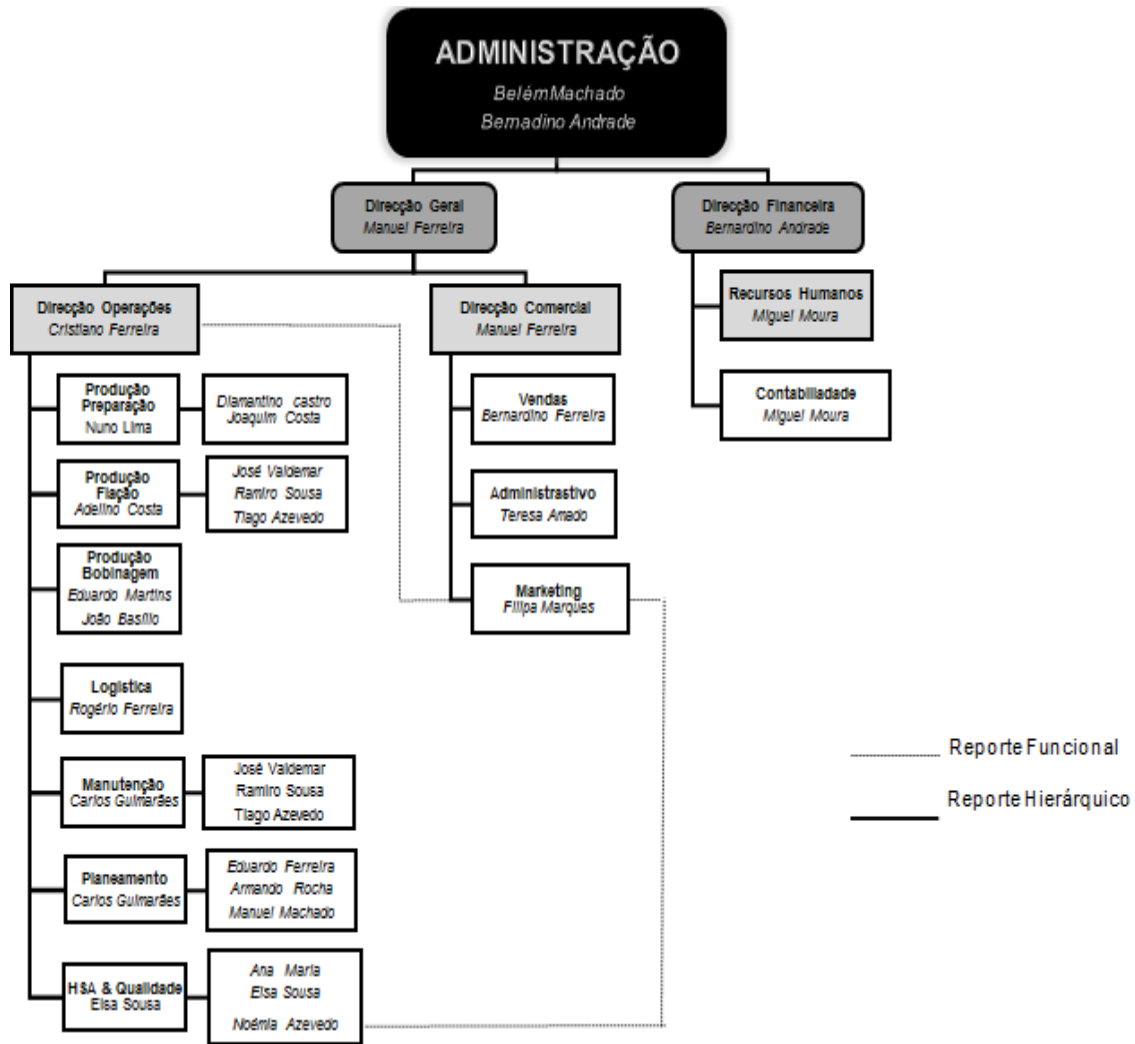 ADMINISTRAÇÃO
Belém Machado
Bernadino Andrade
Direcção Geral
Manuel Ferreira
Direcção Financeira
Bernardino Andrade
Direcção Operações
Cristiano Ferreira
Direcção Comercial
Manuel Ferreira
Recursos Humanos
Miguel Moura
Contabiliadade
Miguel Moura
Produção
Preparação
Nuno Lima
Diamantino castro
Joaquim Costa
Vendas
Bernardino Ferreira
Produção
Fiação
Adelino Costa
José Valdemar
Ramiro Sousa
Tiago Azevedo
Administrastivo
Teresa Amado
Produção
Bobinagem
Eduardo Martins
João Basílio
Marketing
Filipa Marques
Logística
Rogério Ferreira
Manutenção
Carlos Guimarães
José Valdemar
Ramiro Sousa
Tiago Azevedo
Planeamento
Carlos Guimarães
Eduardo Ferreira
Armando Rocha
Manuel Machado
HSA & Qualidade
Elsa Sousa
Ana Maria
Elsa Sousa
Noémia Azevedo
Reporte Funcional
Reporte Hierárquico